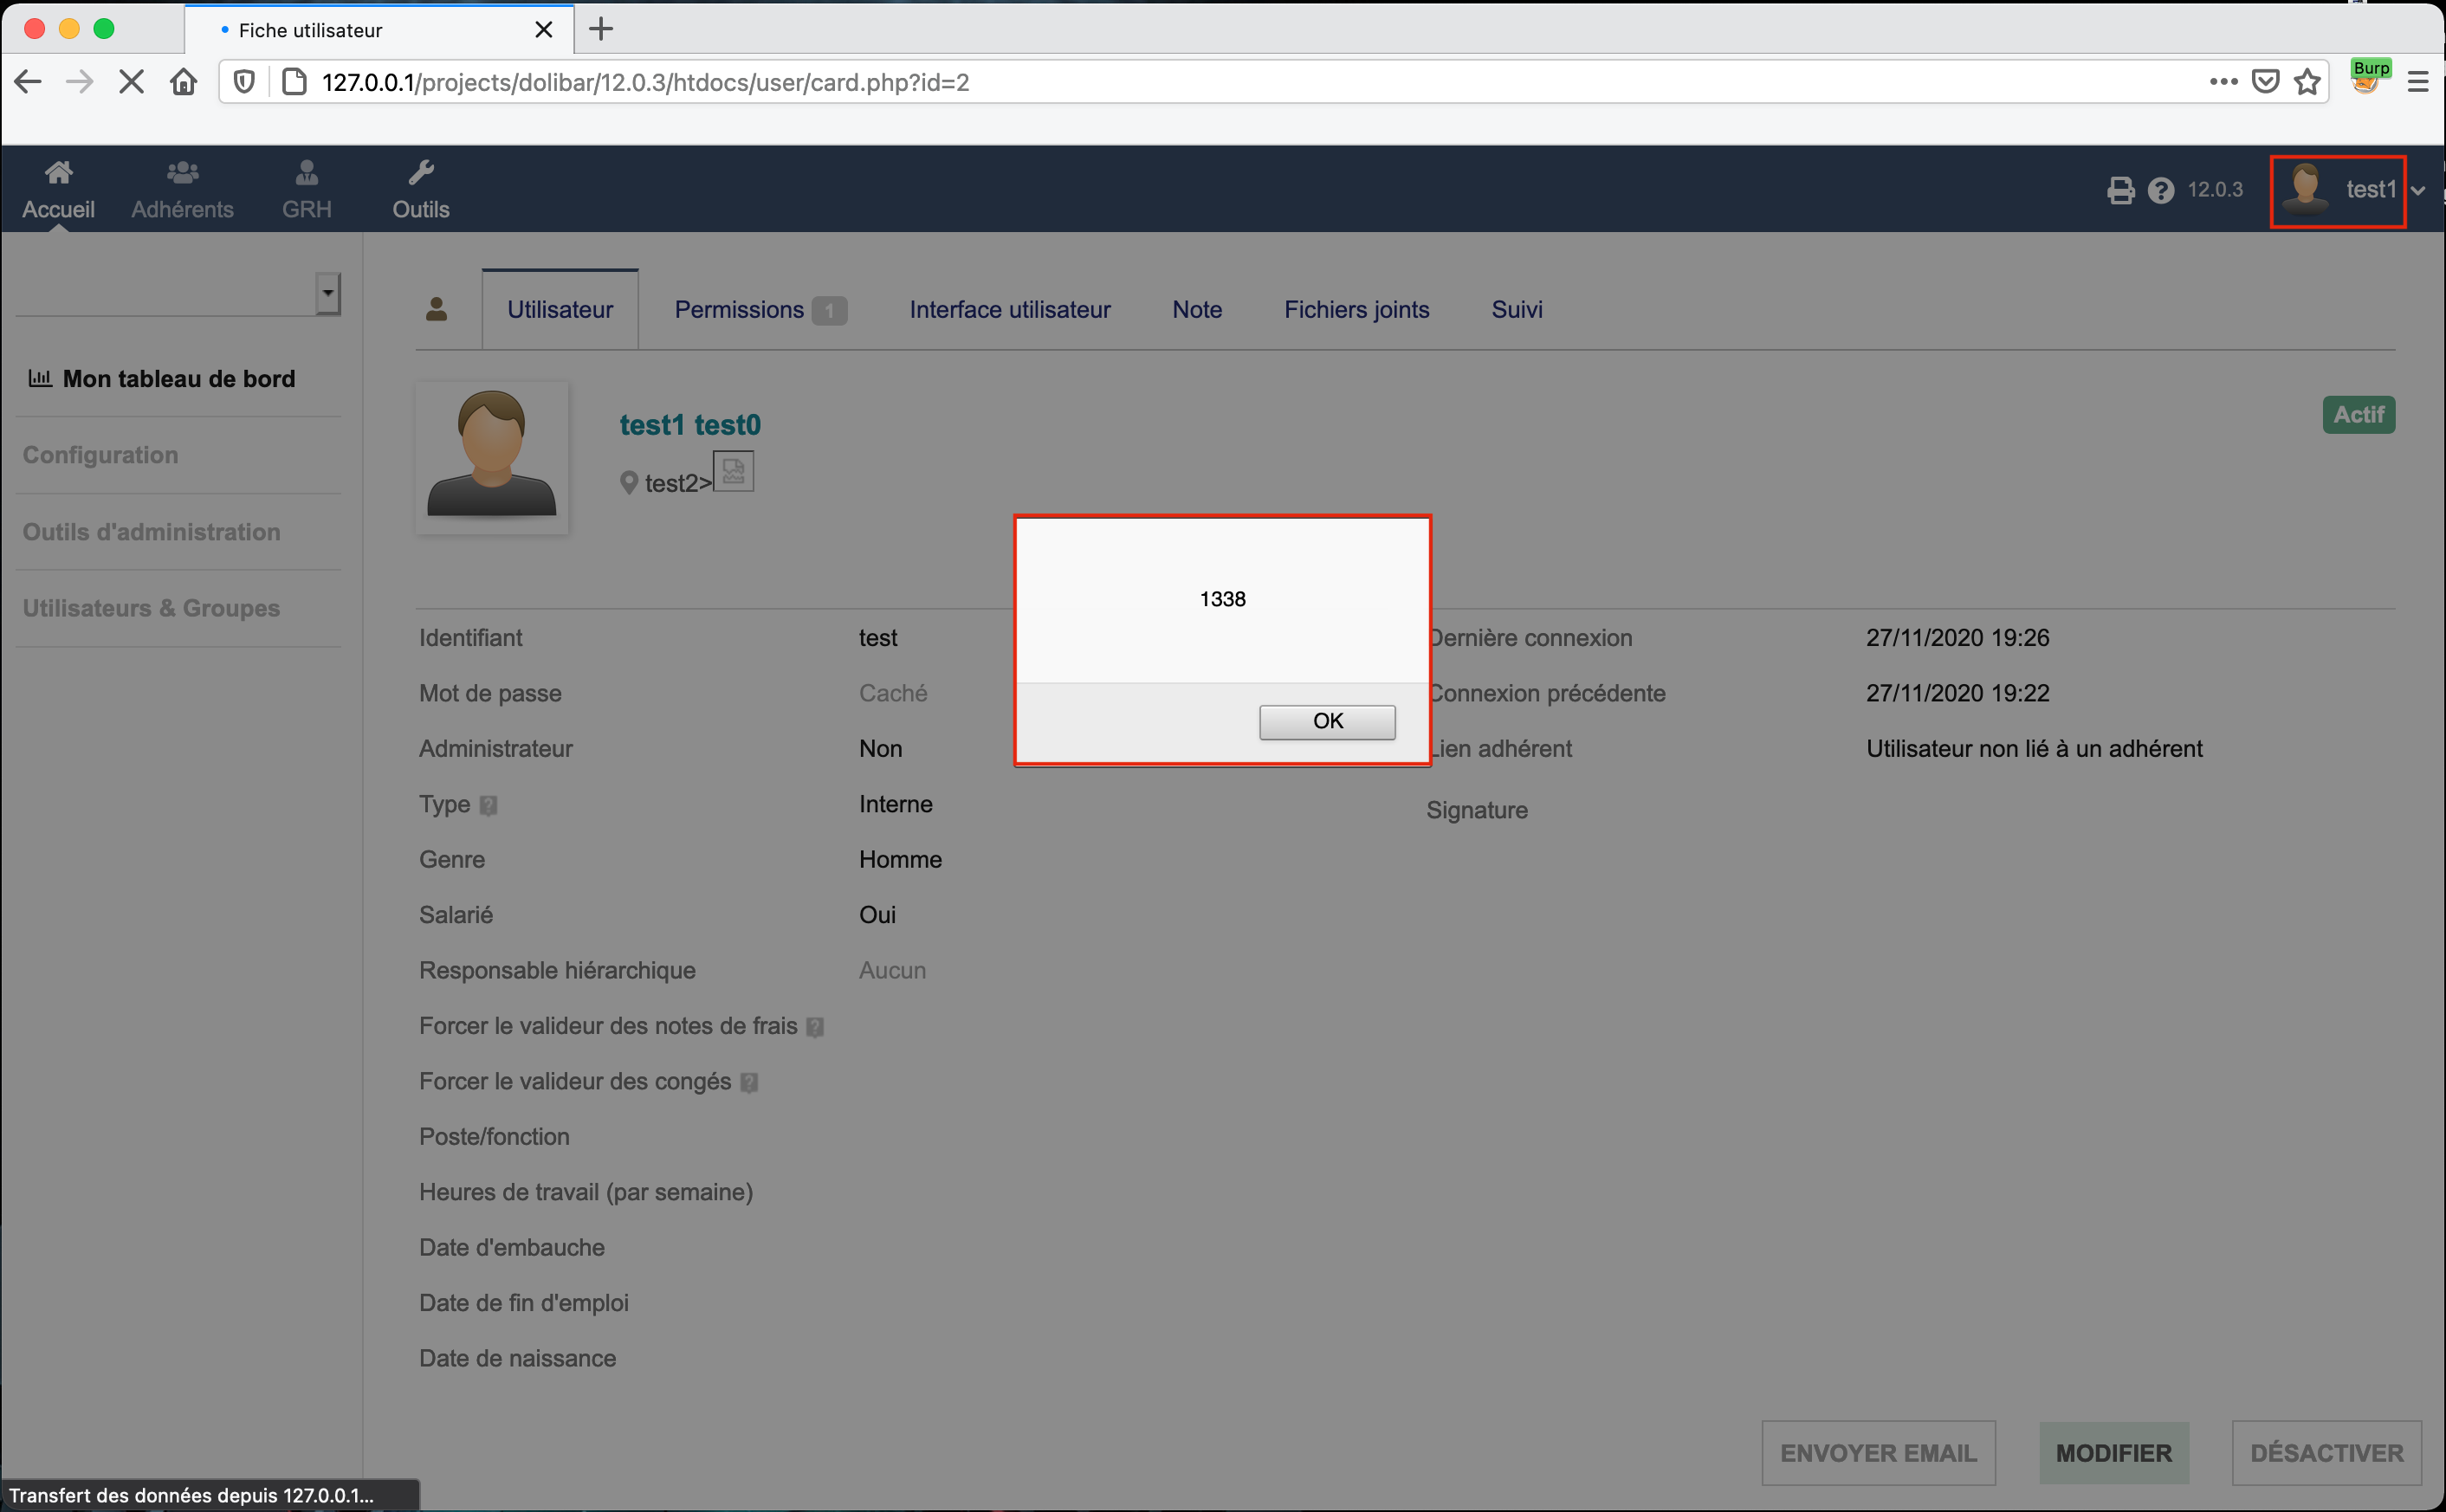 Fiche utilisateur
127.0.0.1/projects/dolibar/12.0.3/htdocs/user/card.php?id=2
Burp
Accueil
Adhérents
GRH
Outils
12.0.3
test1
Utilisateur
Permissions 1
Interface utilisateur
Note
Fichiers joints
Suivi
Mon tableau de bord
Configuration
Outils d'administration
Utilisateurs & Groupes
test1 test0
test2>
Actif
1338
OK
Identifiant test
Mot de passe Caché
Administrateur Non
Type ? Interne
Genre Homme
Salarié Oui
Responsable hiérarchique Aucun
Forcer le valideur des notes de frais ?
Forcer le valideur des congés ?
Poste/fonction
Heures de travail (par semaine)
Date d'embauche
Date de fin d'emploi
Date de naissance
Dernière connexion 27/11/2020 19:26
Connexion précédente 27/11/2020 19:22
Lien adhérent Utilisateur non lié à un adhérent
Signature
ENVOYER EMAIL
MODIFIER
DÉSACTIVER
Transfert des données depuis 127.0.0.1...